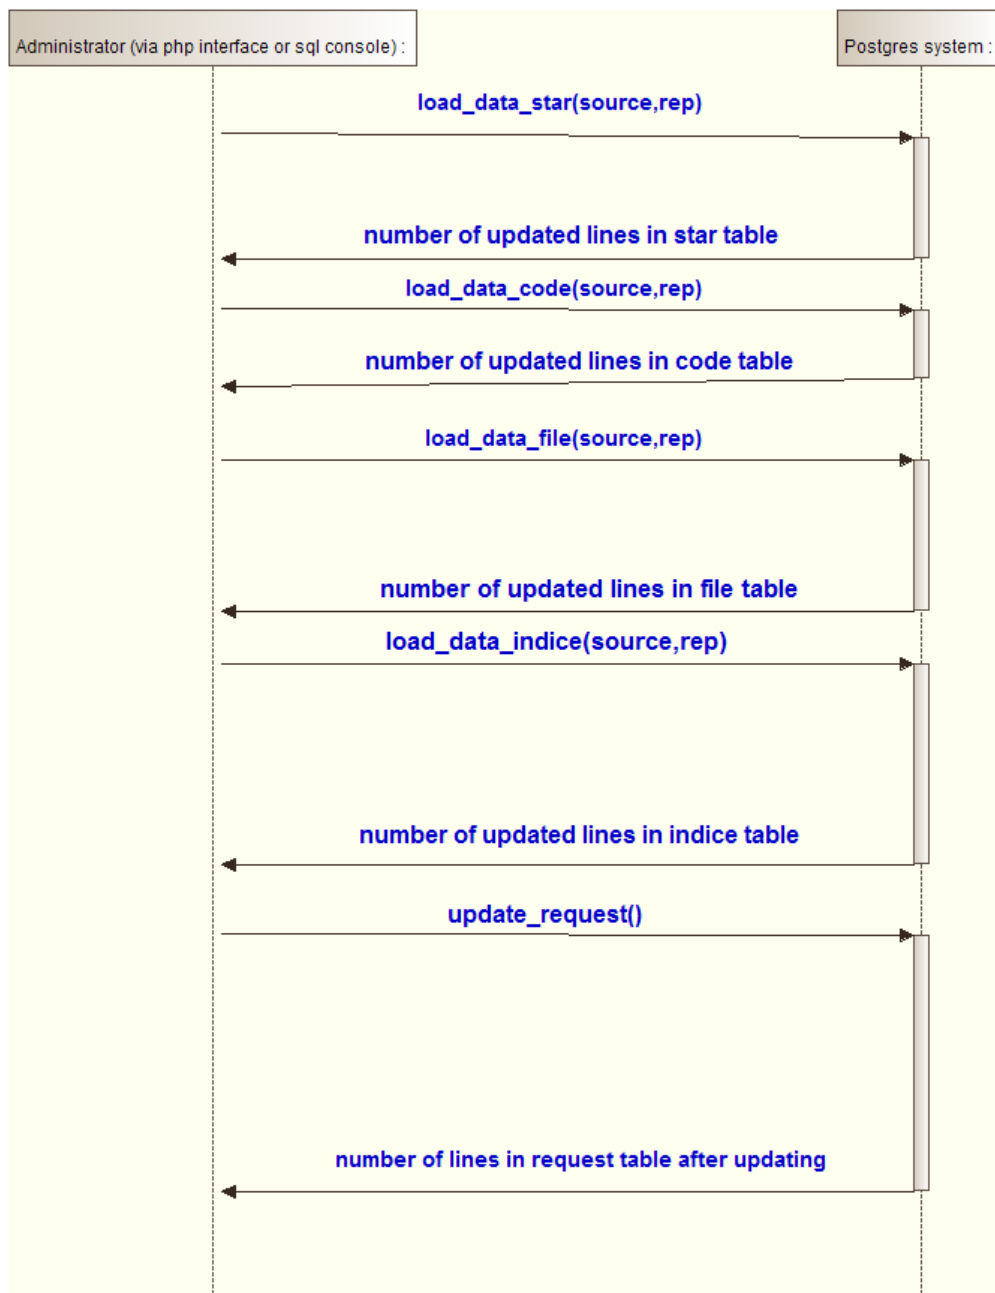 Administrator (via php interface or sql console) :
Postgres system :
load_data_star(source,rep)
number of updated lines in star table
load_data_code(source,rep)
number of updated lines in code table
load_data_file(source,rep)
number of updated lines in file table
load_data_indice(source,rep)
number of updated lines in indice table
update_request()
number of lines in request table after updating